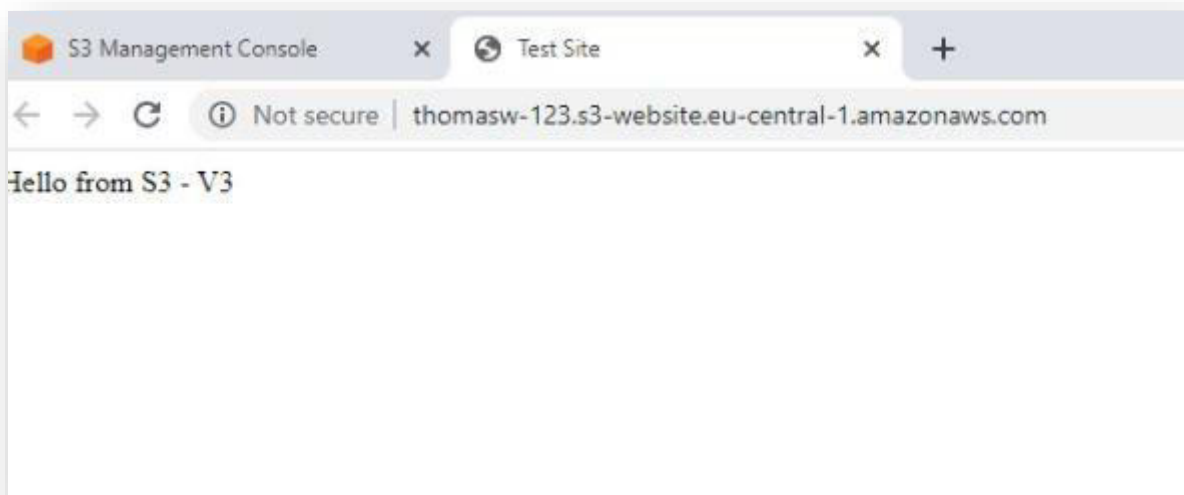 S3 Management Console
Test Site
Not secure | thomasw-123.s3-website.eu-central-1.amazonaws.com
Hello from S3 - V3